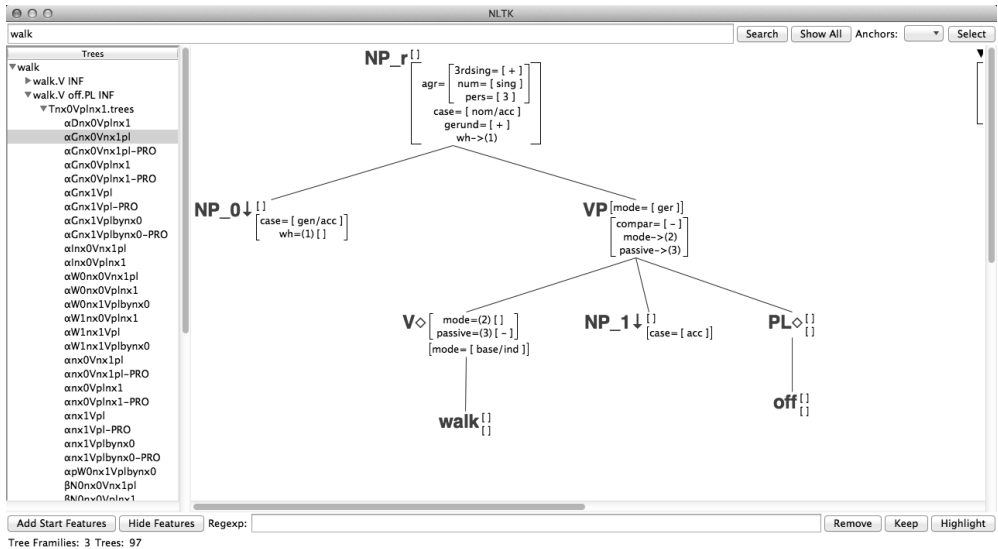 NLTK
walk Search Show All Anchors: Select
Trees
walk
walk.V INF
walk.V off.PL INF
Tnx0Vplnx1.trees
αDnx0Vplnx1
αGnx0Vnx1pl
αGnx0Vnx1pl-PRO
αGnx0Vplnx1
αGnx0Vplnx1-PRO
αGnx1Vpl
αGnx1Vpl-PRO
αGnx1Vplbynx0
αGnx1Vplbynx0-PRO
αInx0Vnx1pl
αInx0Vplnx1
αW0nx0Vnx1pl
αW0nx0Vplnx1
αW0nx1Vplbynx0
αW1nx0Vplnx1
αW1nx1Vpl
αW1nx1Vplbynx0
αnx0Vnx1pl
αnx0Vnx1pl-PRO
αnx0Vplnx1
αnx0Vplnx1-PRO
αnx1Vpl
αnx1Vpl-PRO
αnx1Vplbynx0
αnx1Vplbynx0-PRO
αpW0nx1Vplbynx0
βN0nx0Vnx1pl
βN0nx0Vplnx1
NP_r [ ]
3rdsing= [ + ]
agr= num= [ sing ]
pers= [ 3 ]
case= [ nom/acc ]
gerund= [ + ]
wh->(1)
NP_0↓ [ ]
case= [ gen/acc ]
wh=(1) [ ]
VP [mode= [ ger ]]
compar= [ - ]
mode->(2)
passive->(3)
V◇ mode=(2) [ ]
passive=(3) [ - ]
[mode= [ base/ind ]]
NP_1↓ [ ]
[case= [ acc ]]
PL◇ [ ]
[ ]
walk [ ]
[ ]
off [ ]
[ ]
Add Start Features Hide Features Regexp: Remove Keep Highlight
Tree Framilies: 3 Trees: 97